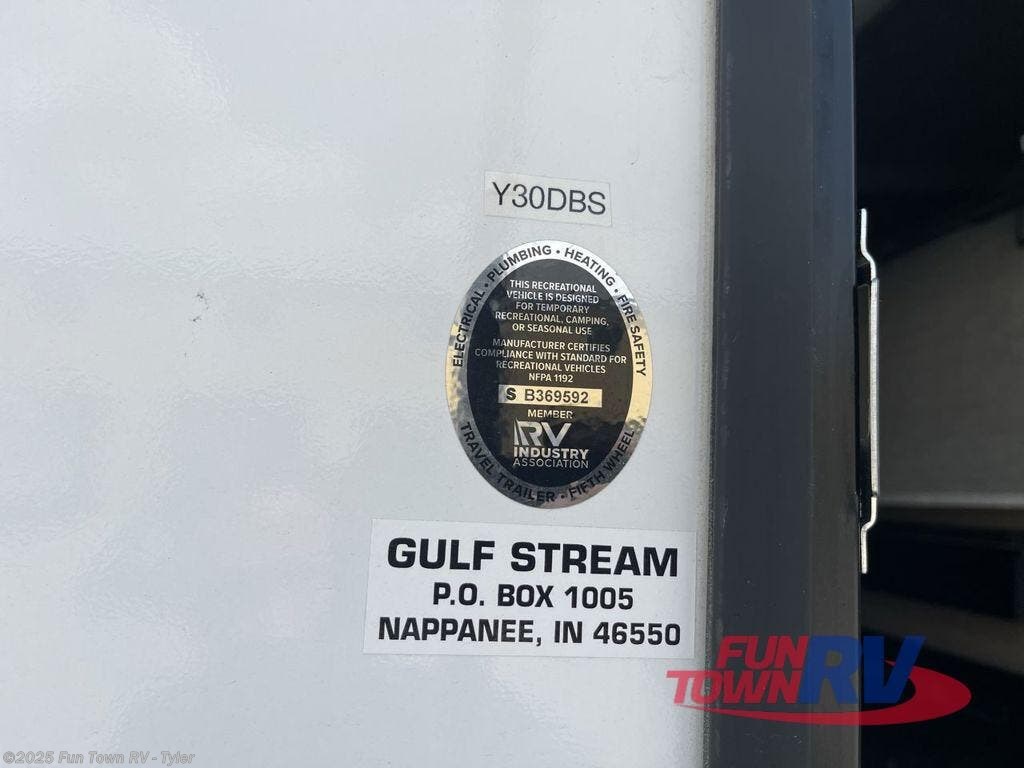 Y30DBS
ELECTRICAL • PLUMBING • HEATING • FIRE SAFETY
THIS RECREATIONAL
VEHICLE IS DESIGNED
FOR TEMPORARY
RECREATIONAL, CAMPING,
OR SEASONAL USE
MANUFACTURER CERTIFIES
COMPLIANCE WITH STANDARD FOR
RECREATIONAL VEHICLES
NFPA 1192
S B369592
MEMBER
RV
INDUSTRY
ASSOCIATION
TRAVEL TRAILER • FIFTH WHEEL
GULF STREAM
P.O. BOX 1005
NAPPANEE, IN 46550
FUN
TOWN RV
©2025 Fun Town RV - Tyler